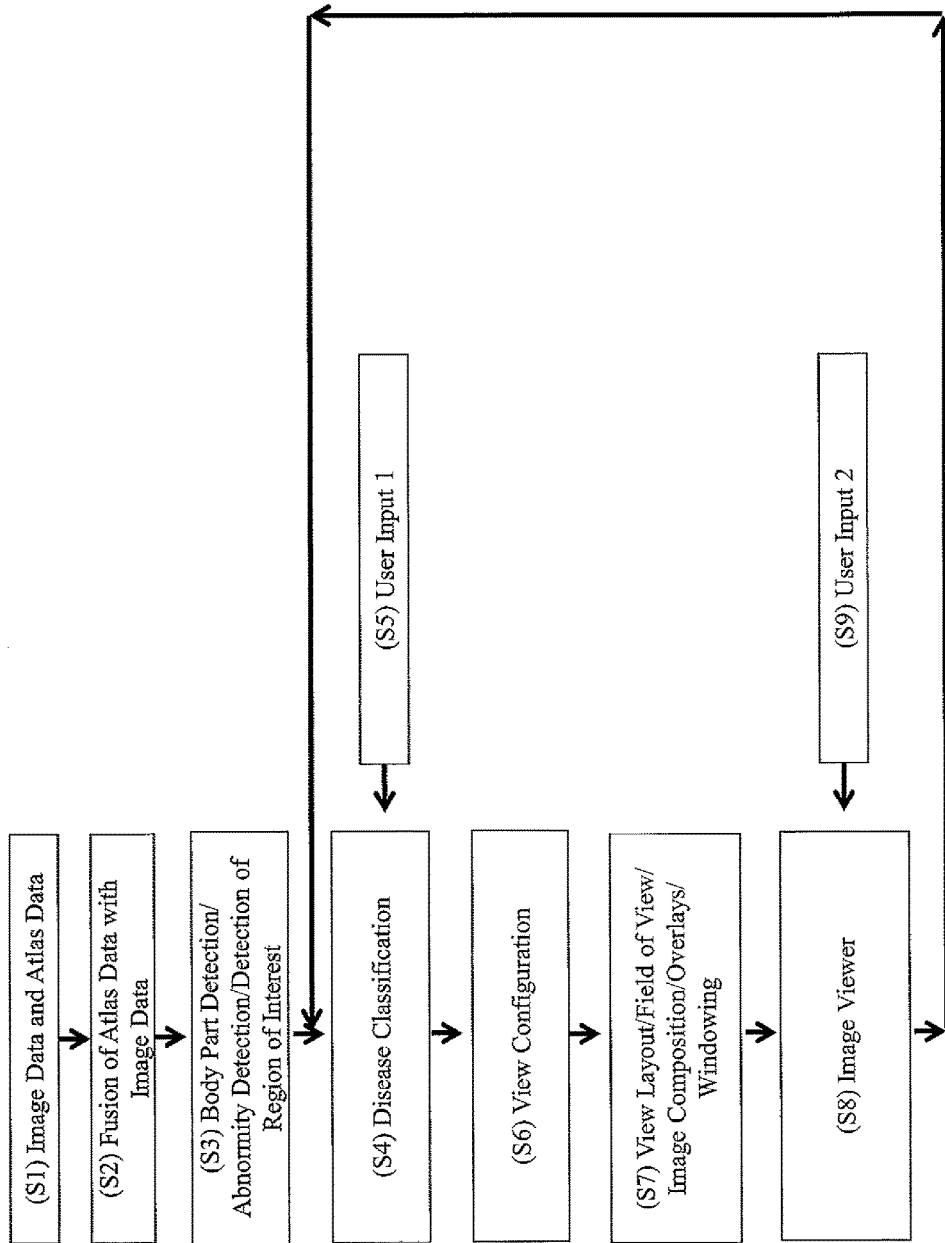 (S1) Image Data and Atlas Data
(S2) Fusion of Atlas Data with
Image Data
(S3) Body Part Detection/
Abnormity Detection/Detection of
Region of Interest
(S4) Disease Classification
(S5) User Input 1
(S6) View Configuration
(S7) View Layout/Field of View/
Image Composition/Overlays/
Windowing
(S8) Image Viewer
(S9) User Input 2